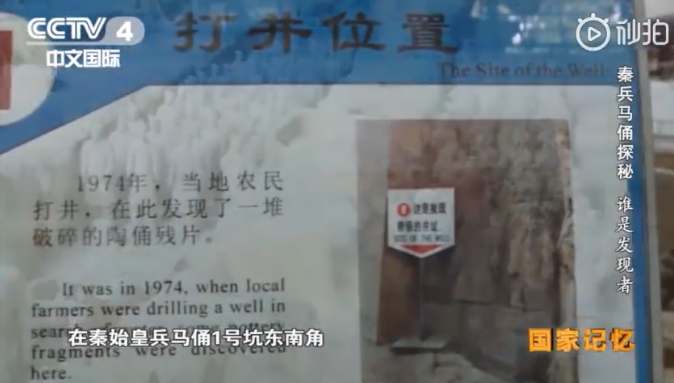 CCTV 4
中文国际
秒拍
打井位置
The Site of the Well
秦兵马俑探秘 谁是发现者
1974年，当地农民
打井，在此发现了一堆
破碎的陶俑残片。
It was in 1974, when local
farmers were drilling a well in
fragments were discovered
here.
SITE OF THE WELL
在秦始皇兵马俑1号坑东南角
国家记忆